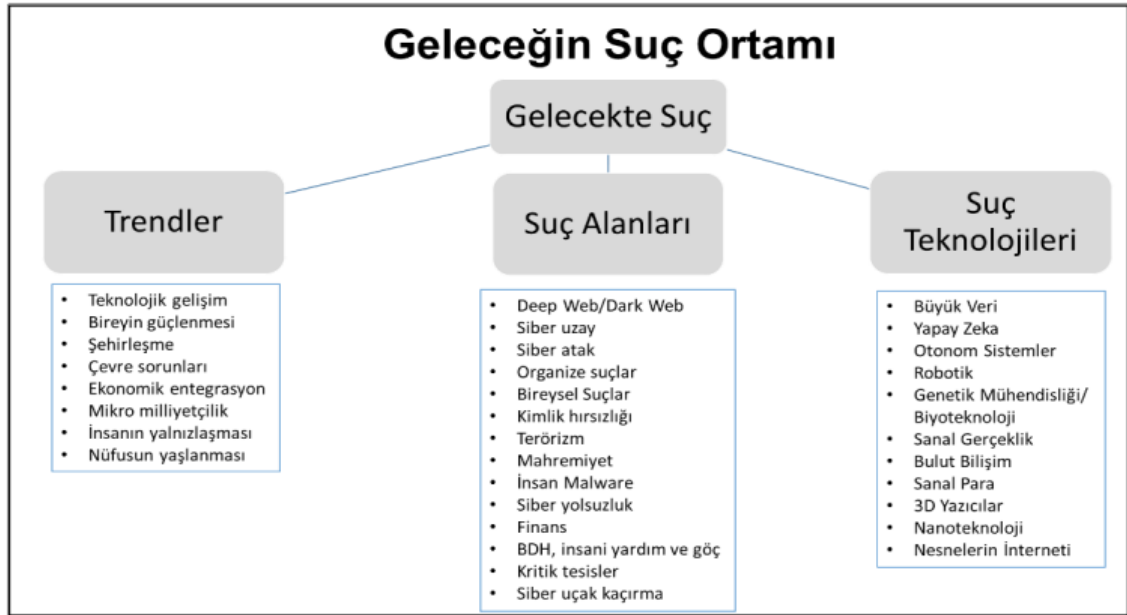 Geleceğin Suç Ortamı
Gelecekte Suç
Trendler
• Teknolojik gelişim
• Bireyin güçlenmesi
• Şehirleşme
• Çevre sorunları
• Ekonomik entegrasyon
• Mikro milliyetçilik
• İnsanın yalnızlaşması
• Nüfusun yaşlanması
Suç Alanları
• Deep Web/Dark Web
• Siber uzay
• Siber atak
• Organize suçlar
• Bireysel Suçlar
• Kimlik hırsızlığı
• Terörizm
• Mahremiyet
• İnsan Malware
• Siber yolsuzluk
• Finans
• BDH, insani yardım ve göç
• Kritik tesisler
• Siber uçak kaçırma
Suç
Teknolojileri
• Büyük Veri
• Yapay Zeka
• Otonom Sistemler
• Robotik
• Genetik Mühendisliği/
Biyoteknoloji
• Sanal Gerçeklik
• Bulut Bilişim
• Sanal Para
• 3D Yazıcılar
• Nanoteknoloji
• Nesnelerin İnterneti